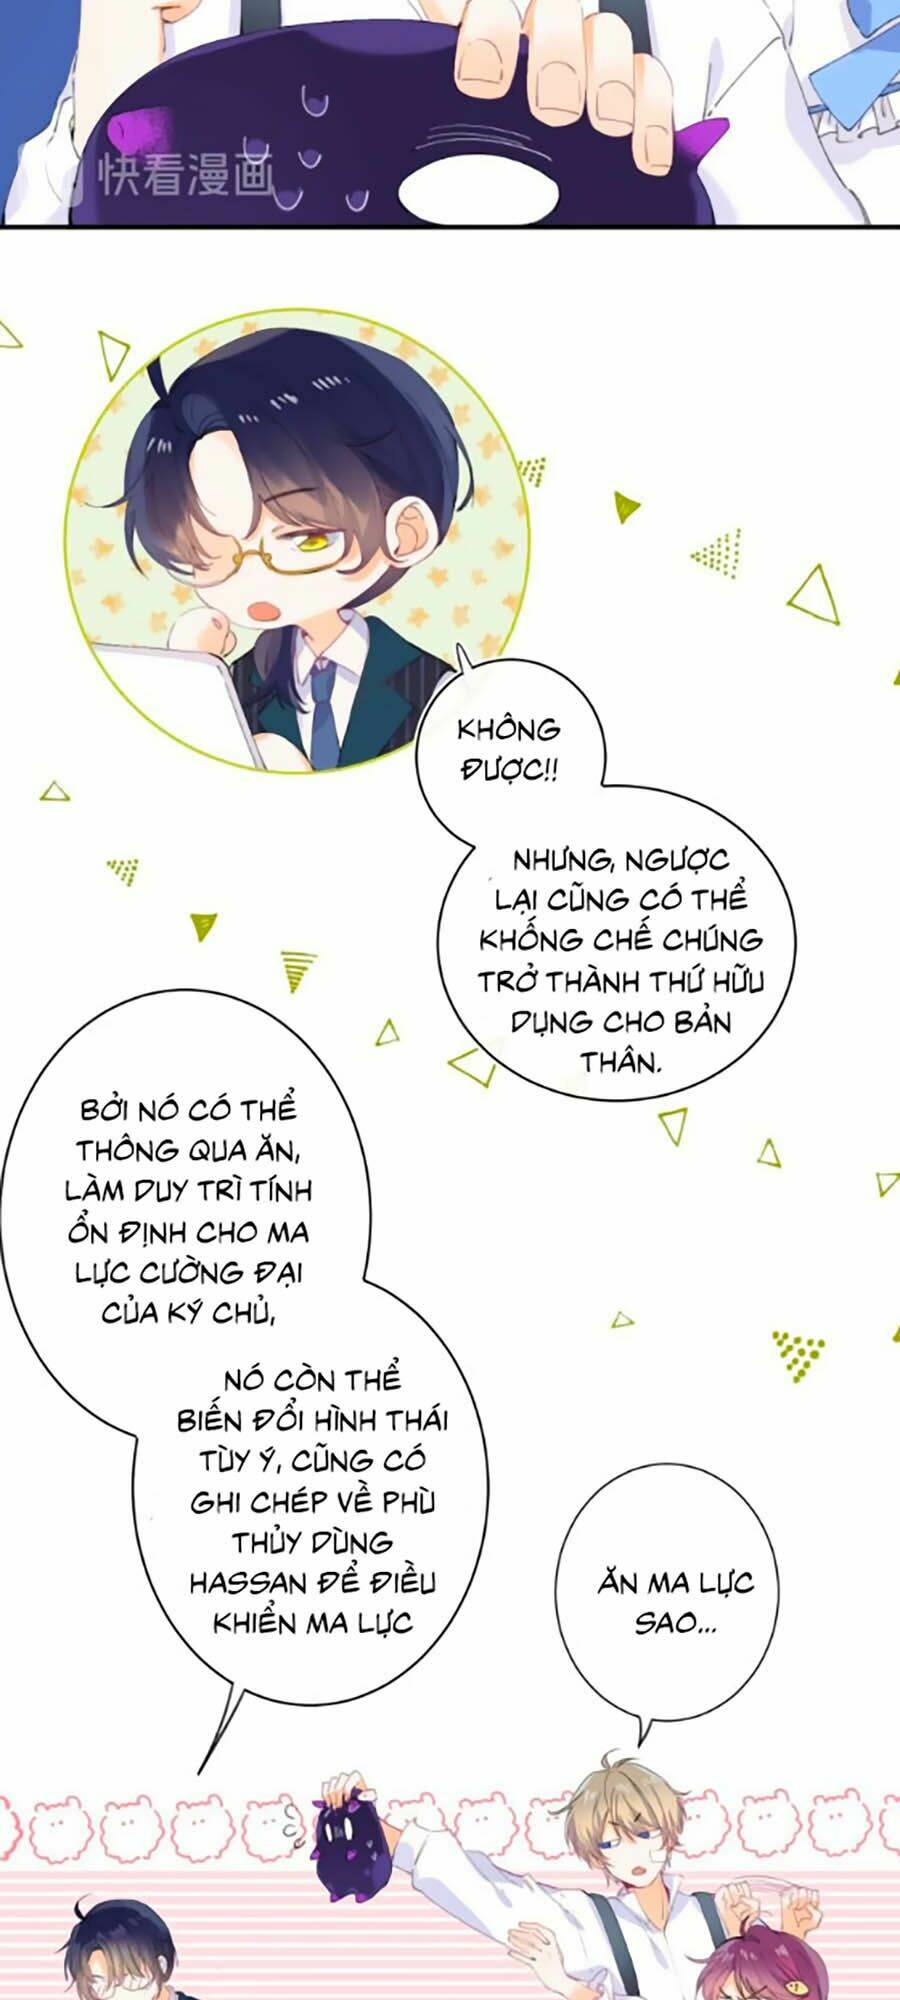 快看漫画
KHÔNG
ĐƯỢC!!
NHƯNG, NGƯỢC
LẠI CŨNG CÓ THỂ
KHỐNG CHẾ CHÚNG
TRỞ THÀNH THỨ HỮU
DỤNG CHO BẢN
THÂN.
BỞI NÓ CÓ THỂ
THÔNG QUA ĂN,
LÀM DUY TRÌ TÍNH
ỔN ĐỊNH CHO MA
LỰC CƯỜNG ĐẠI
CỦA KÝ CHỦ,
NÓ CÒN THỂ
BIẾN ĐỔI HÌNH THÁI
TÙY Ý, CŨNG CÓ
GHI CHÉP VỀ PHÙ
THỦY DÙNG
HASSAN ĐỂ ĐIỀU
KHIỂN MA LỰC
ĂN MA LỰC
SAO...